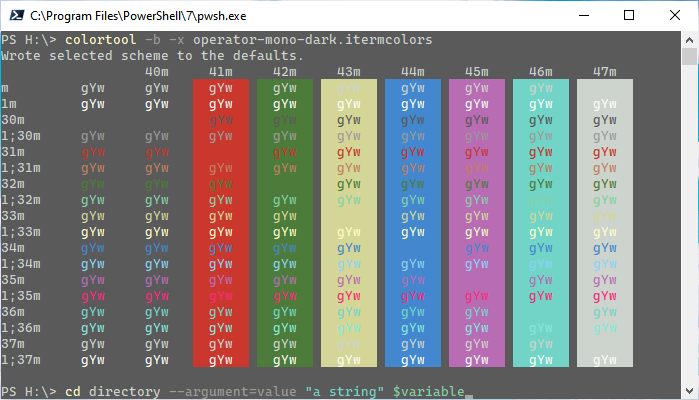 C:\Program Files\PowerShell\7\pwsh.exe
PS H:\> colortool -b -x operator-mono-dark.itermcolors
Wrote selected scheme to the defaults.
40m 41m 42m 43m 44m 45m 46m 47m
m gYw gYw gYw gYw gYw gYw gYw gYw gYw
1m gYw gYw gYw gYw gYw gYw gYw gYw gYw
30m gYw gYw gYw gYw gYw gYw gYw
1;30m gYw gYw gYw gYw gYw gYw gYw gYw gYw
31m gYw gYw gYw gYw gYw gYw gYw gYw
1;31m gYw gYw gYw gYw gYw gYw gYw gYw gYw
32m gYw gYw gYw gYw gYw gYw gYw gYw
1;32m gYw gYw gYw gYw gYw gYw gYw gYw gYw
33m gYw gYw gYw gYw gYw gYw gYw gYw
1;33m gYw gYw gYw gYw gYw gYw gYw gYw gYw
34m gYw gYw gYw gYw gYw gYw gYw gYw
1;34m gYw gYw gYw gYw gYw gYw gYw gYw gYw
35m gYw gYw gYw gYw gYw gYw gYw gYw
1;35m gYw gYw gYw gYw gYw gYw gYw gYw gYw
36m gYw gYw gYw gYw gYw gYw gYw gYw
1;36m gYw gYw gYw gYw gYw gYw gYw gYw gYw
37m gYw gYw gYw gYw gYw gYw gYw gYw
1;37m gYw gYw gYw gYw gYw gYw gYw gYw gYw
PS H:\> cd directory --argument=value "a string" $variable